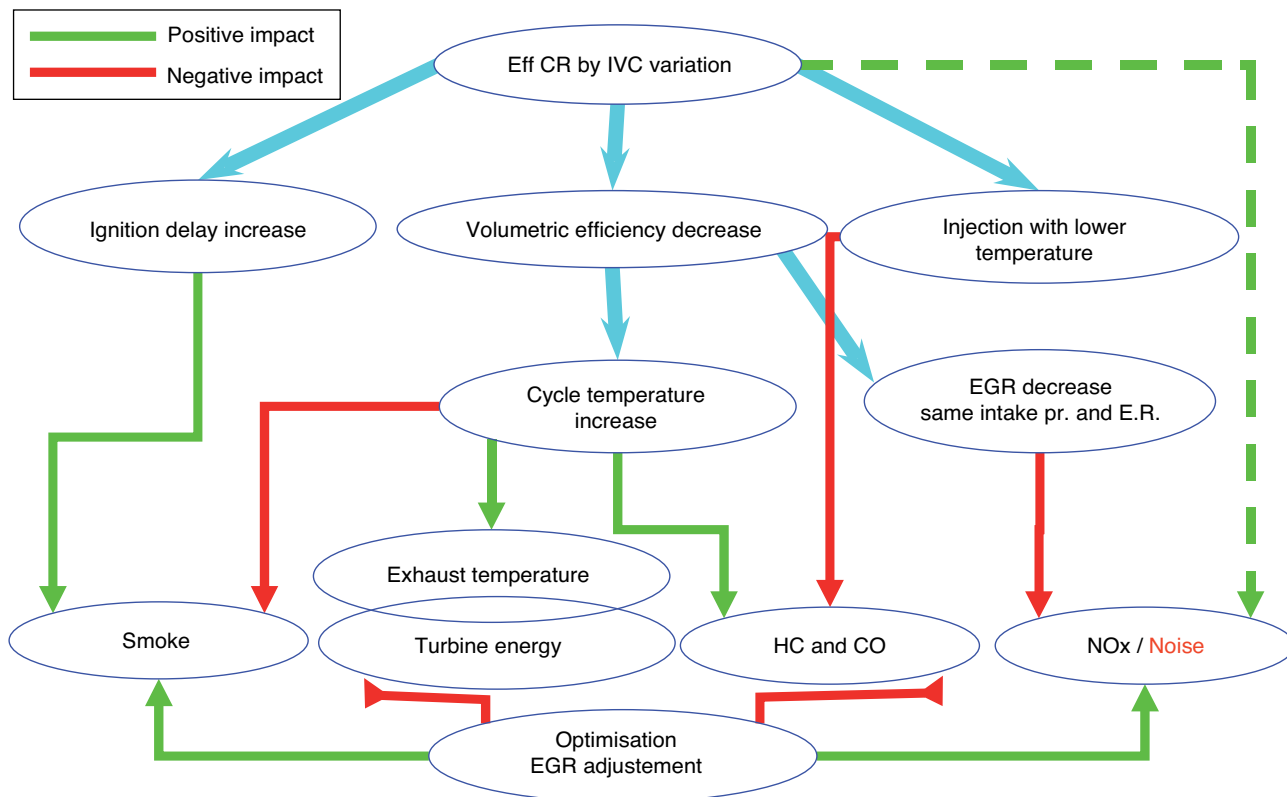 Positive impact
Negative impact
Eff CR by IVC variation
Ignition delay increase
Volumetric efficiency decrease
Injection with lower
temperature
Cycle temperature
increase
EGR decrease
same intake pr. and E.R.
Exhaust temperature
Smoke
Turbine energy
HC and CO
NOx / Noise
Optimisation
EGR adjustement